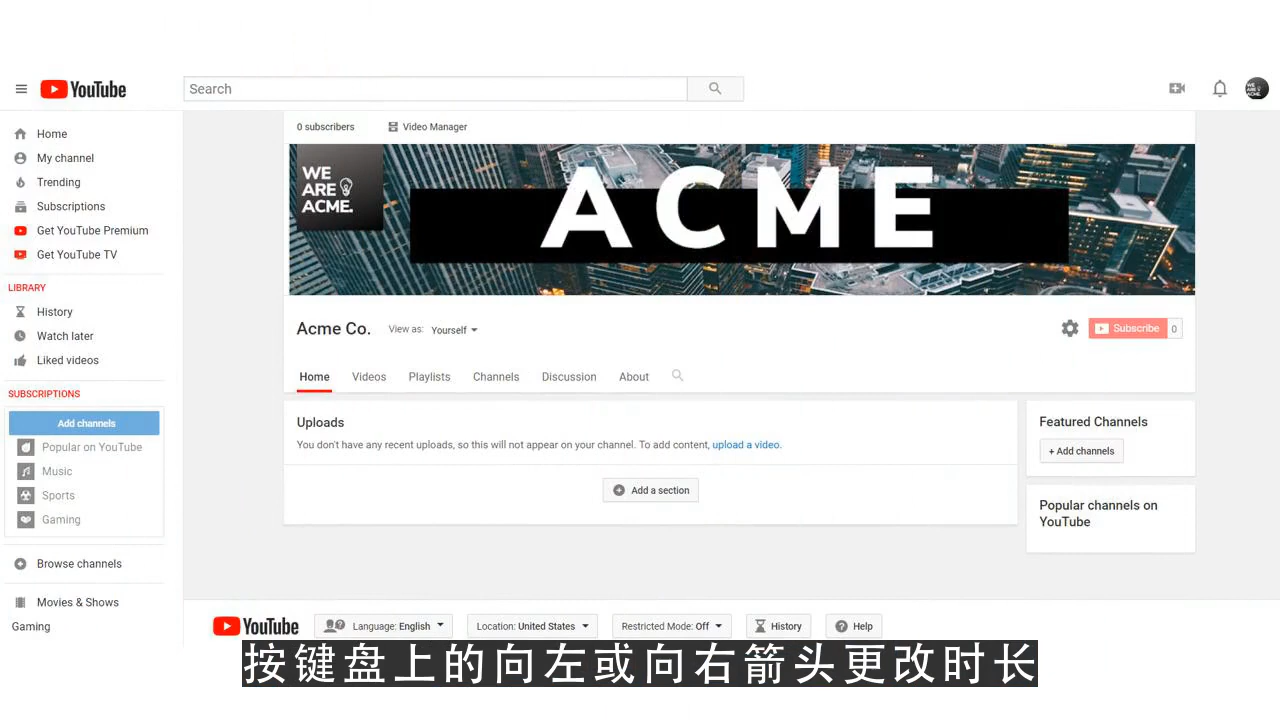 YouTube
Search
WE ARE ACME.
Home
My channel
Trending
Subscriptions
Get YouTube Premium
Get YouTube TV
LIBRARY
History
Watch later
Liked videos
SUBSCRIPTIONS
Add channels
Popular on YouTube
Music
Sports
Gaming
Browse channels
Movies & Shows
Gaming
0 subscribers
Video Manager
WE
ARE
ACME.
ACME
Acme Co.
View as: Yourself
Subscribe 0
Home Videos Playlists Channels Discussion About
Uploads
You don't have any recent uploads, so this will not appear on your channel. To add content, upload a video.
Add a section
Featured Channels
+ Add channels
Popular channels on
YouTube
YouTube
Language: English
Location: United States
Restricted Mode: Off
History
Help
按键盘上的向左或向右箭头更改时长